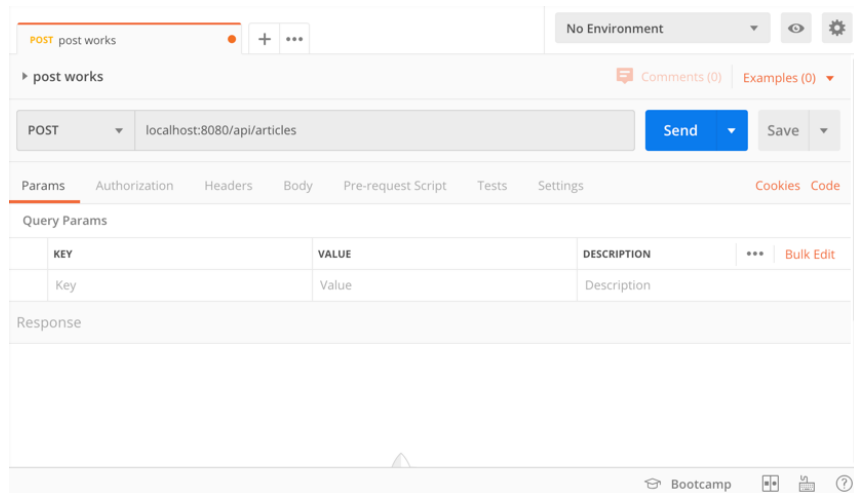 POST post works
No Environment
post works
Comments (0)
Examples (0)
POST
localhost:8080/api/articles
Send
Save
Params Authorization Headers Body Pre-request Script Tests Settings Cookies Code
Query Params
KEY VALUE DESCRIPTION Bulk Edit
Key Value Description
Response
Bootcamp